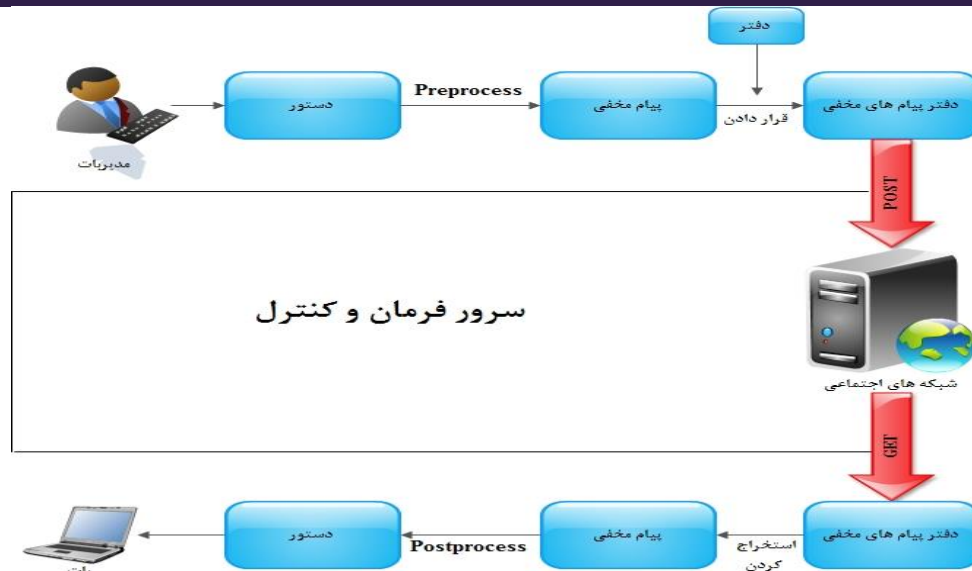 دفتر
دستور
Preprocess
پیام مخفی
قرار دادن
دفتر پیام های مخفی
مدیربات
POST
سرور فرمان و کنترل
شبکه های اجتماعی
GET
دفتر پیام های مخفی
استخراج
کردن
پیام مخفی
Postprocess
دستور